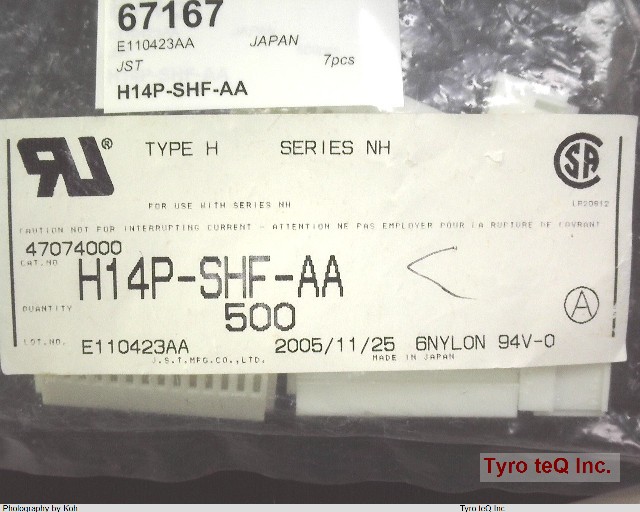 67167
E110423AA JAPAN
JST 7pcs
H14P-SHF-AA
RU® TYPE H SERIES NH SA
FOR USE WITH SERIES NH LR20812
CAUTION NOT FOR INTERRUPTING CURRENT - ATTENTION NE PAS EMPLOYER POUR LA RUPTURE DE COURANT
47074000
CAT.NO H14P-SHF-AA
QUANTITY 500 A
LOT.NO. E110423AA 2005/11/25 6NYLON 94V-0
J.S.T.MFG.CO.,LTD. MADE IN JAPAN
Tyro teQ Inc.
Photography by Koh Tyro teQ Inc